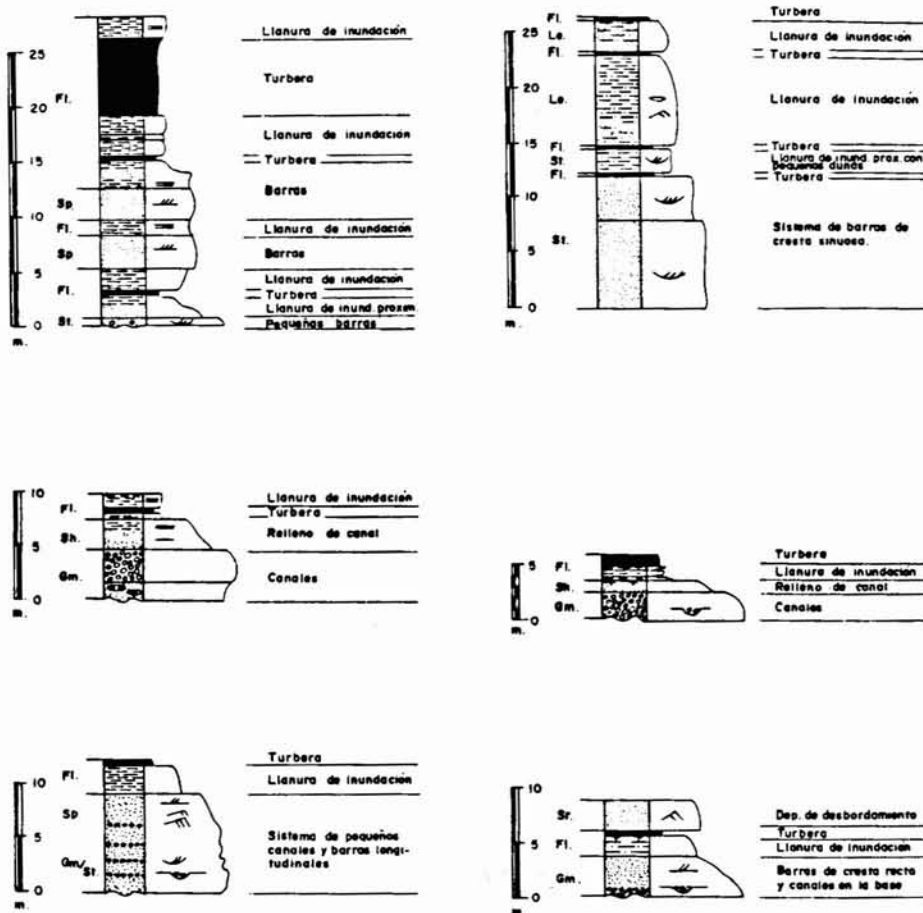 Llanura de inundación
25
Fl.
Turbera
20
Llanura de inundación
15
Turbera
Barras
Sp.
10
Fl.
Llanura de inundación
Sp
Barras
5
Llanura de inundación
Fl.
Turbera
Llanura de inund. proxim.
St.
0
Pequeñas barras
m.
Fl.
Turbera
25
Le.
Llanura de inundación
Fl.
Turbera
20
Le.
Llanura de inundación
15
Fl.
Turbera
St.
Llanura de inund. prox. con
pequeñas dunas
Fl.
Turbera
10
St.
Sistema de barras de
cresta sinuosa.
5
0
m.
10
Fl.
Llanura de inundación
Turbera
Sh.
Relleno de canal
5
Gm.
Canales
0
m.
5
Turbera
Fl.
Llanura de inundación
Sh.
Relleno de canal
Gm.
Canales
0
m.
Turbera
10
Fl.
Llanura de inundación
Sp
5
Sistema de pequeños
canales y barras longi-
tudinales
Gm/
St.
0
m.
10
Sr.
Dep. de desbordamiento
Turbera
5
Fl.
Llanura de inundación
Gm.
Barras de cresta recta
y canales en la base
0
m.